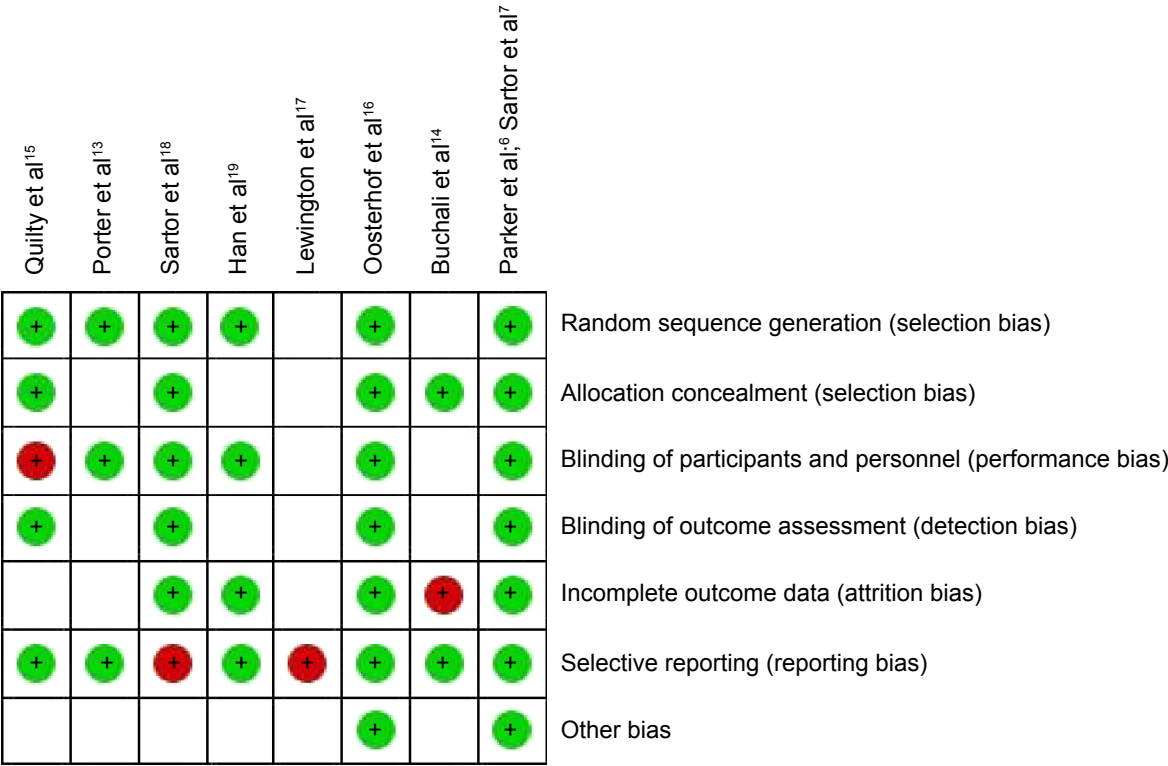 Quilty et al15
Porter et al13
Sartor et al18
Han et al19
Lewington et al17
Oosterhof et al16
Buchali et al14
Parker et al;6 Sartor et al7
+ + + + + + Random sequence generation (selection bias)
+ + + + + Allocation concealment (selection bias)
+ + + + + + Blinding of participants and personnel (performance bias)
+ + + + Blinding of outcome assessment (detection bias)
+ + + + + Incomplete outcome data (attrition bias)
+ + + + + + + + Selective reporting (reporting bias)
+ + Other bias